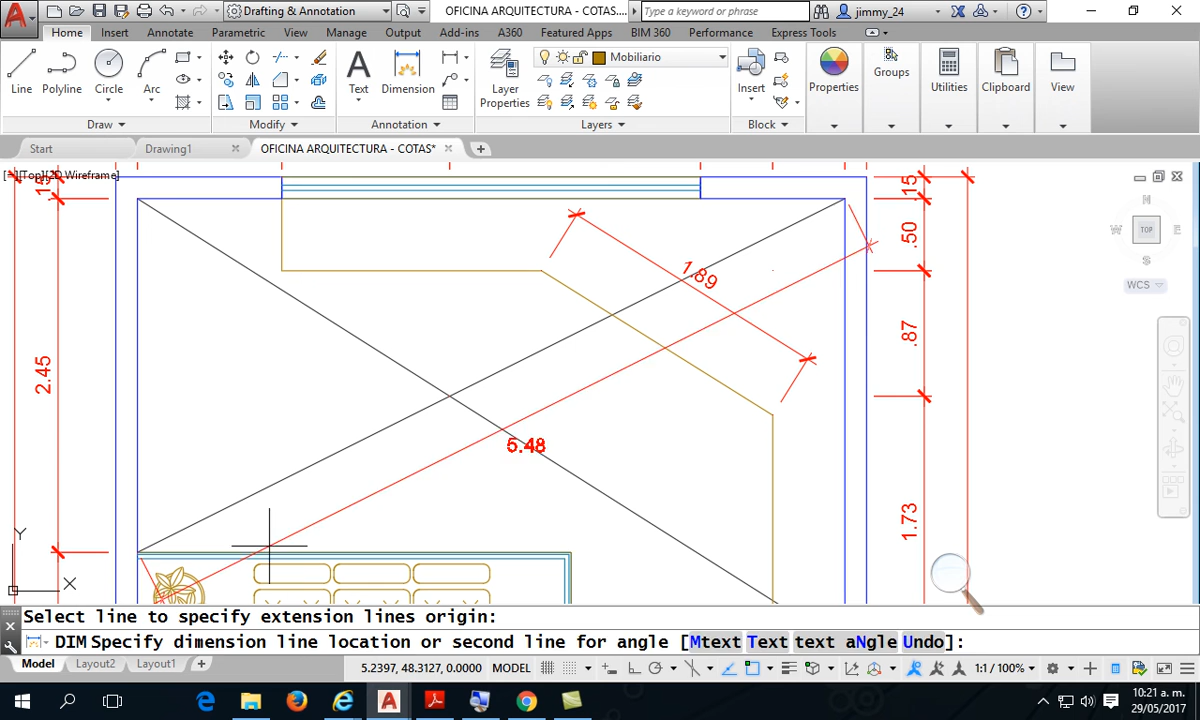 Drafting & Annotation
OFICINA ARQUITECTURA - COTAS....
Type a keyword or phrase
jimmy_24
Home Insert Annotate Parametric View Manage Output Add-ins A360 Featured Apps BIM 360 Performance Express Tools
Line
Polyline
Circle
Arc
Text
Dimension
Layer
Properties
Mobiliario
Insert
Properties
Groups
Utilities
Clipboard
View
Draw
Modify
Annotation
Layers
Block
Start
Drawing1
OFICINA ARQUITECTURA - COTAS*
[−][Top][2D Wireframe]
.15
.15
N
W
TOP
E
S
WCS
.50
1.89
.87
2.45
5.48
1.73
Y
X
Select line to specify extension lines origin:
DIM Specify dimension line location or second line for angle [Mtext Text text aNgle Undo]:
Model
Layout2
Layout1
5.2397, 48.3127, 0.0000
MODEL
1:1 / 100%
10:21 a. m.
29/05/2017